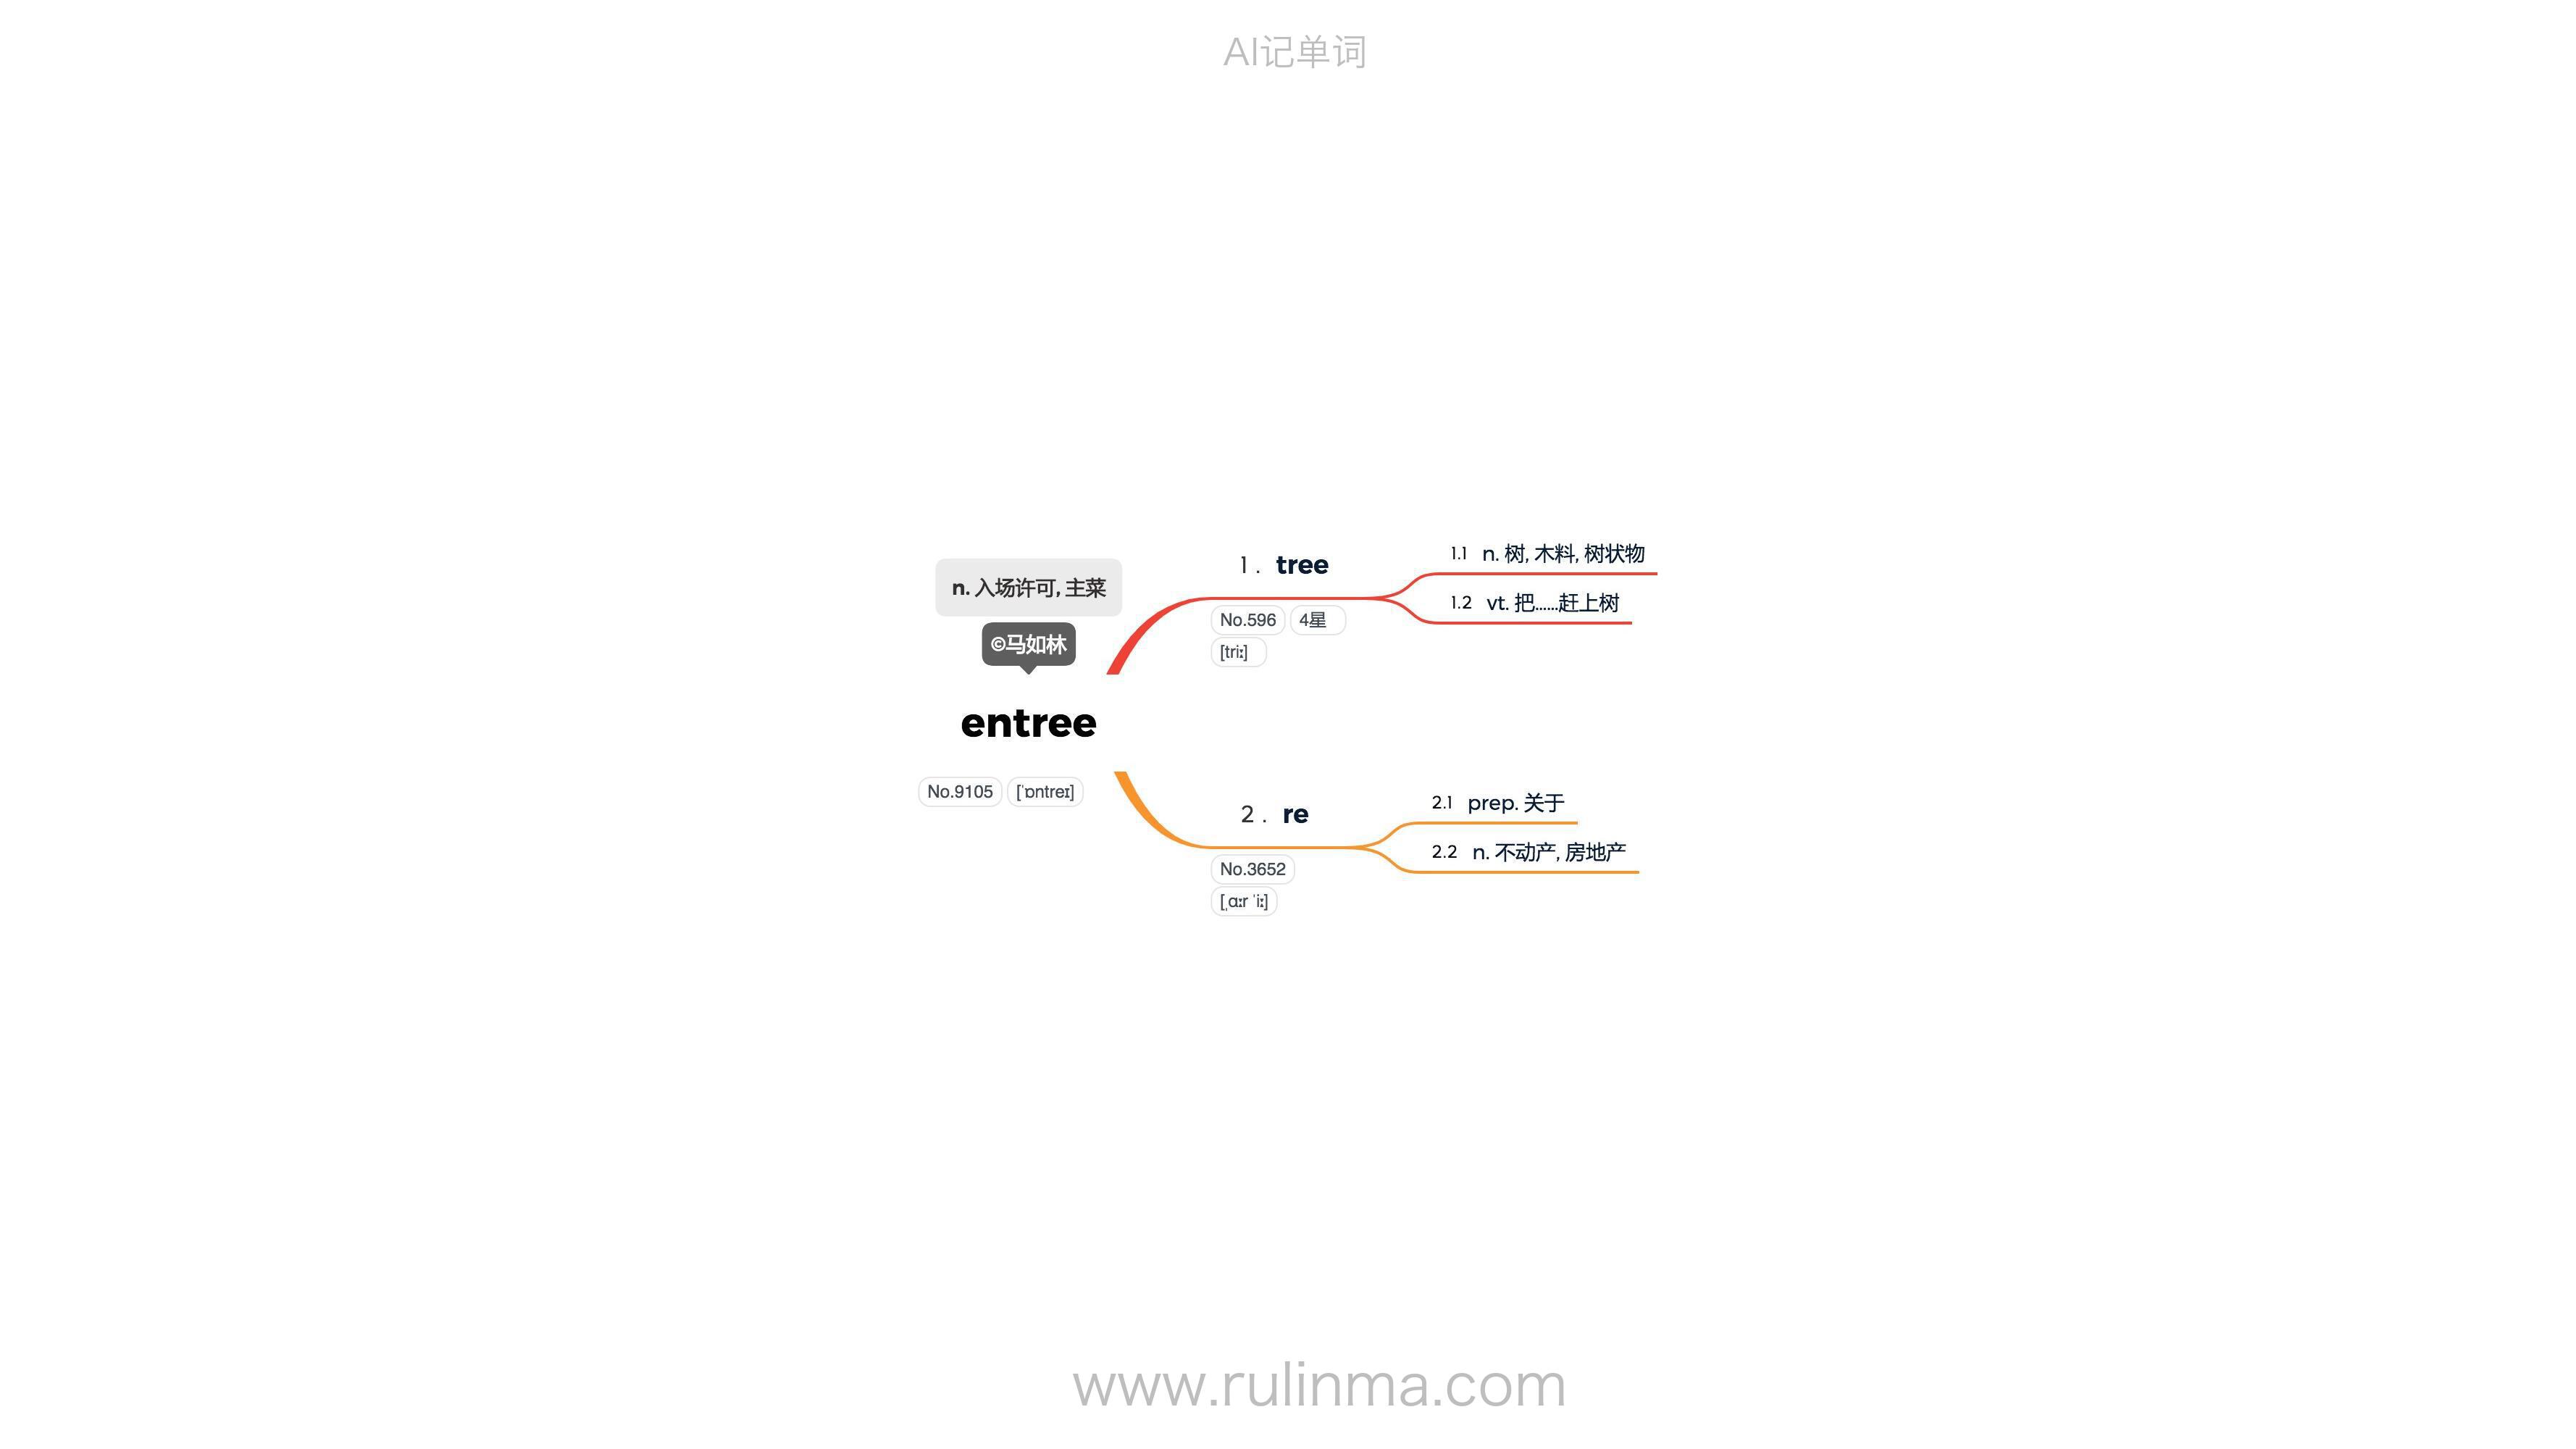 AI记单词
n. 入场许可, 主菜
©马如林
entree
No.9105 [ˈɒntreɪ]
1 . tree
No.596 4星
[triː]
1.1 n. 树, 木料, 树状物
1.2 vt. 把......赶上树
2 . re
No.3652
[ˌɑːr ˈiː]
2.1 prep. 关于
2.2 n. 不动产, 房地产
www.rulinma.com